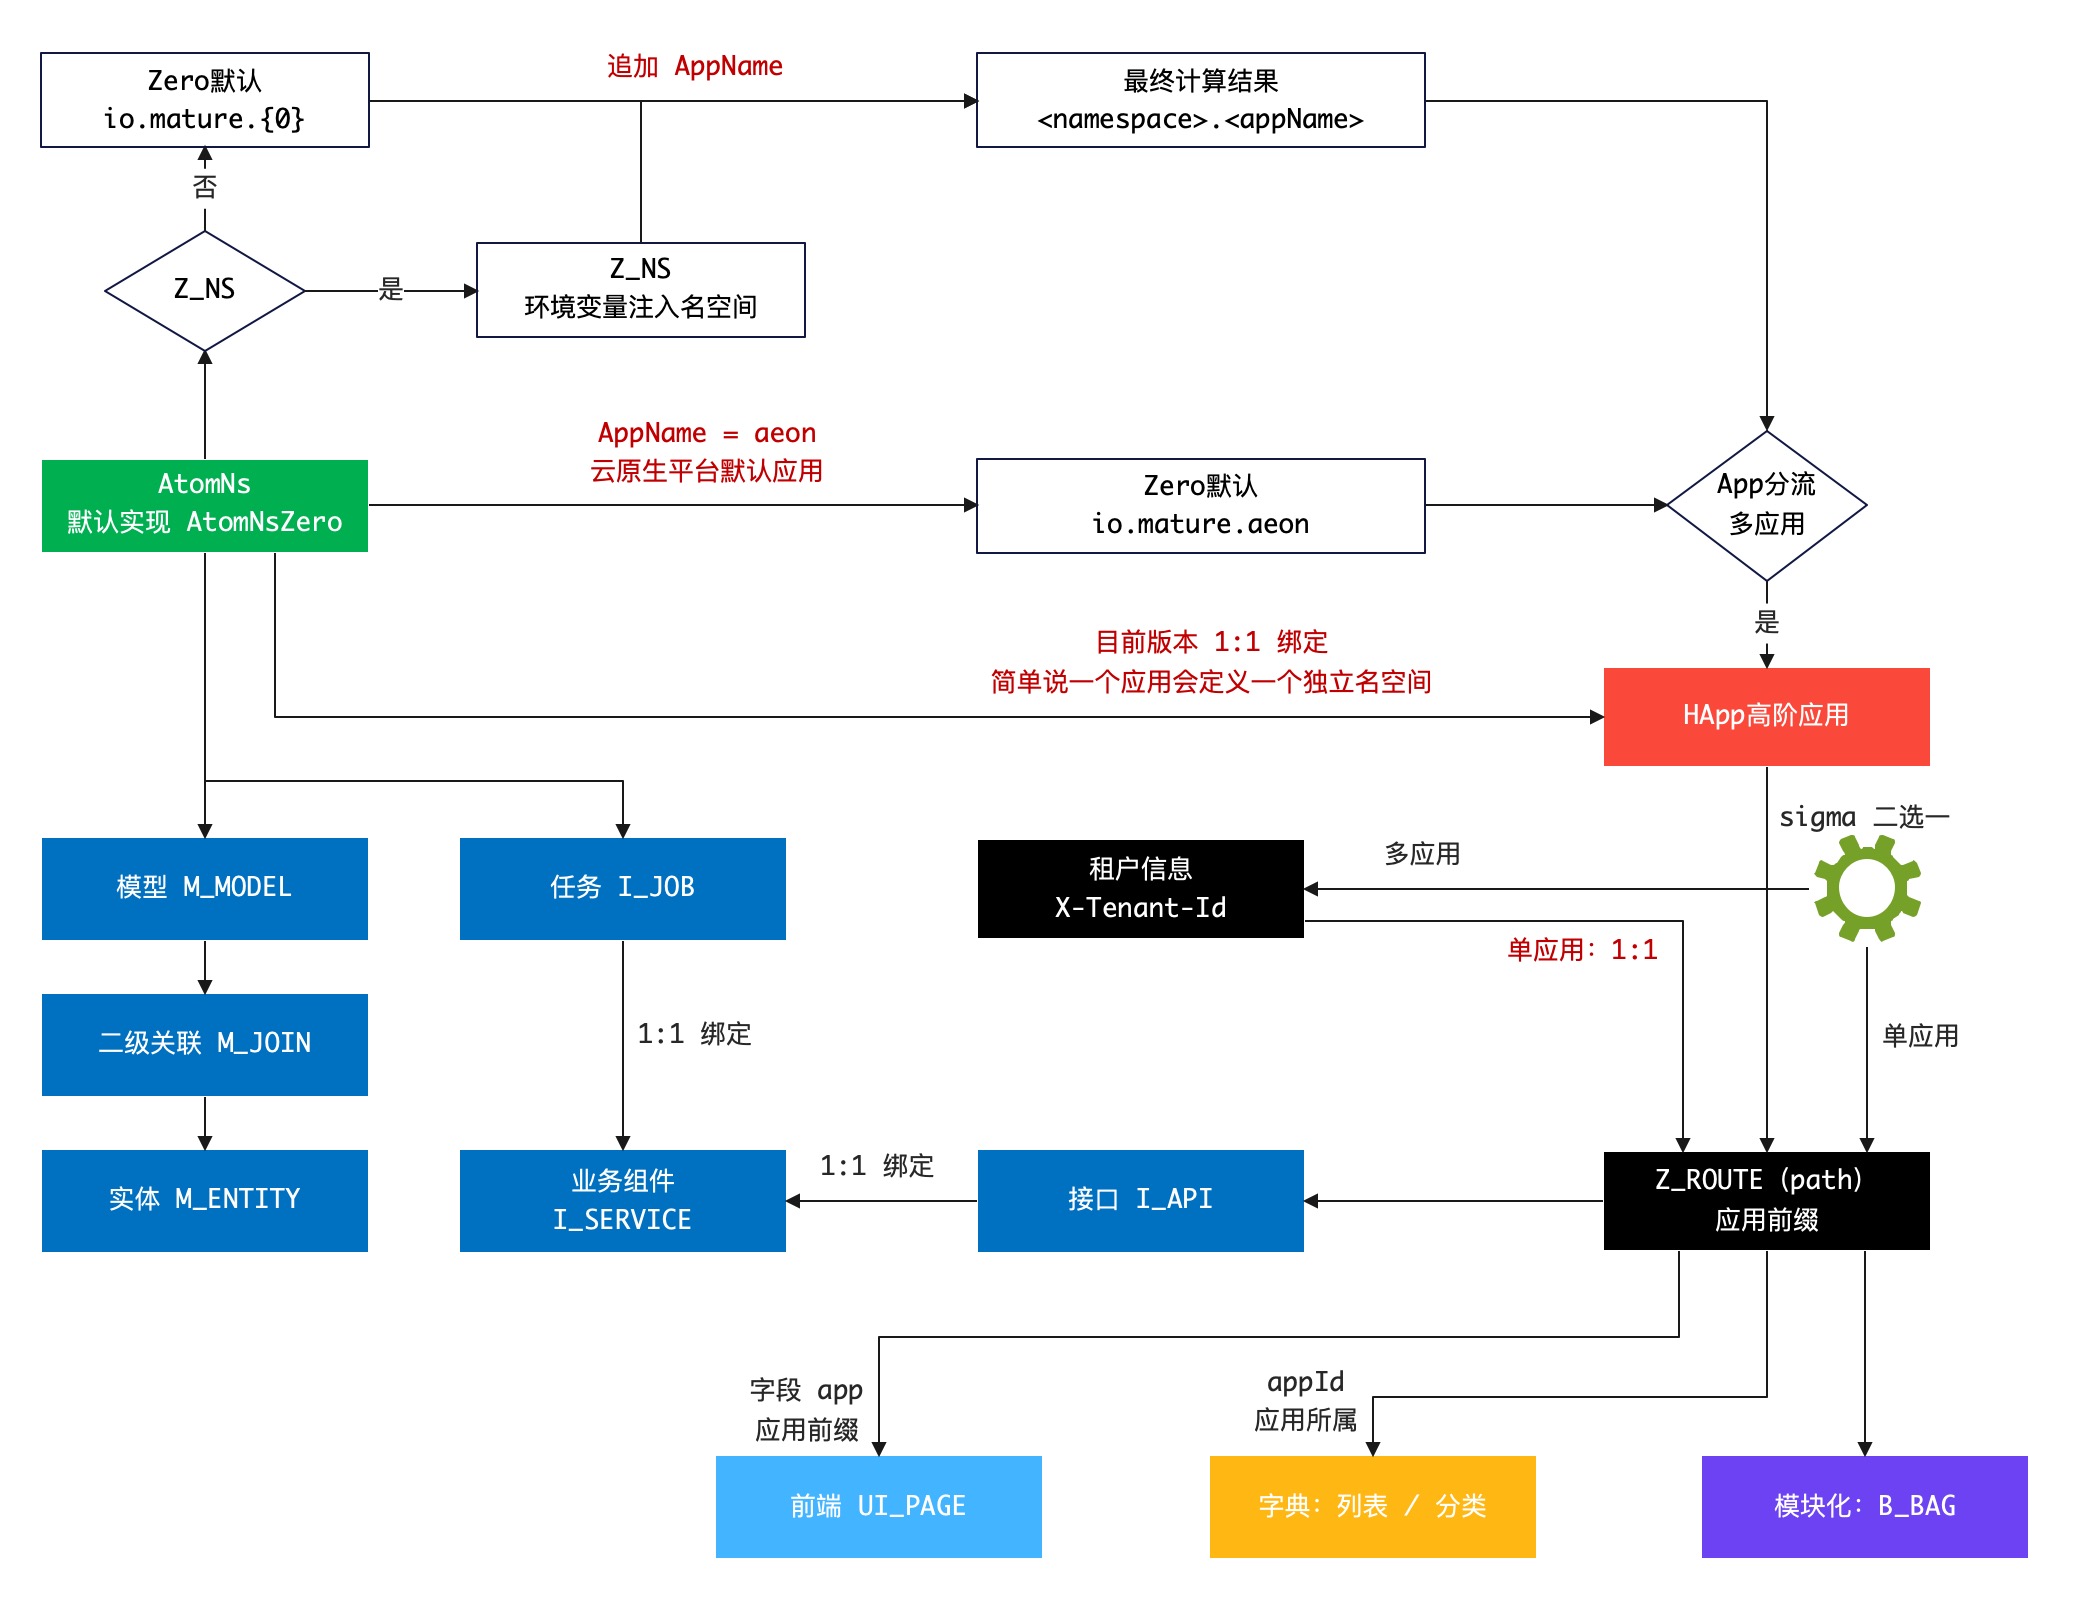 Zero默认
io.mature.{0}
追加 AppName
最终计算结果
<namespace>.<appName>
否
Z_NS
是
Z_NS
环境变量注入名空间
AtomNs
默认实现 AtomNsZero
AppName = aeon
云原生平台默认应用
Zero默认
io.mature.aeon
App分流
多应用
是
目前版本 1:1 绑定
简单说一个应用会定义一个独立名空间
HApp高阶应用
sigma 二选一
模型 M_MODEL
任务 I_JOB
租户信息
X-Tenant-Id
多应用
单应用：1:1
二级关联 M_JOIN
1:1 绑定
单应用
实体 M_ENTITY
业务组件
I_SERVICE
1:1 绑定
接口 I_API
Z_ROUTE（path）
应用前缀
字段 app
应用前缀
appId
应用所属
前端 UI_PAGE
字典：列表 / 分类
模块化：B_BAG